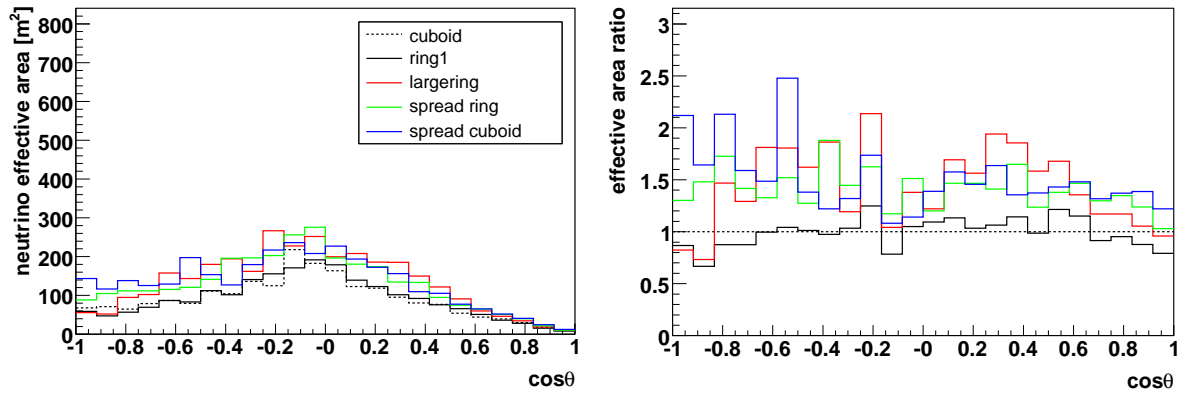 neutrino effective area [m²]
800
700
600
500
400
300
200
100
0
-1 -0.8 -0.6 -0.4 -0.2 -0 0.2 0.4 0.6 0.8 1
cosθ
cuboid
ring1
largering
spread ring
spread cuboid
effective area ratio
3
2.5
2
1.5
1
0.5
0
-1 -0.8 -0.6 -0.4 -0.2 -0 0.2 0.4 0.6 0.8 1
cosθ